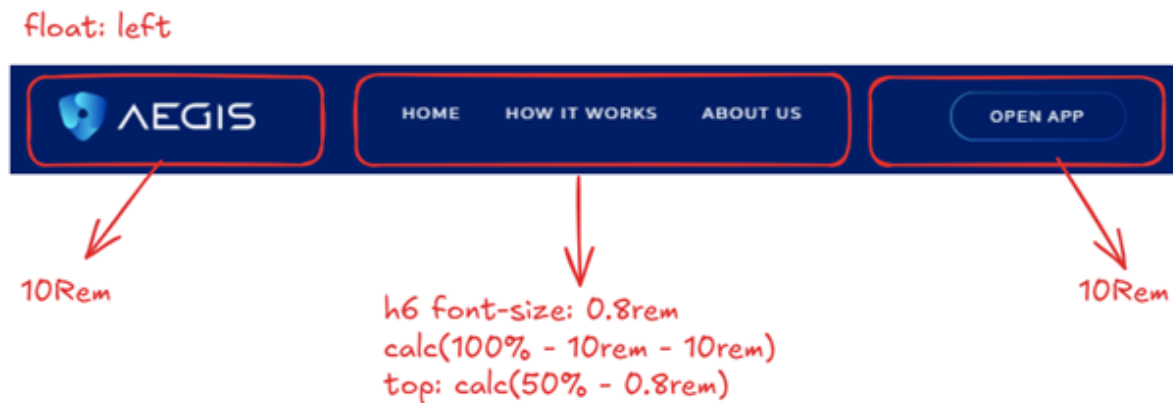 float: left
AEGIS
HOME HOW IT WORKS ABOUT US
OPEN APP
10Rem
10Rem
h6 font-size: 0.8rem
calc(100% - 10rem - 10rem)
top: calc(50% - 0.8rem)